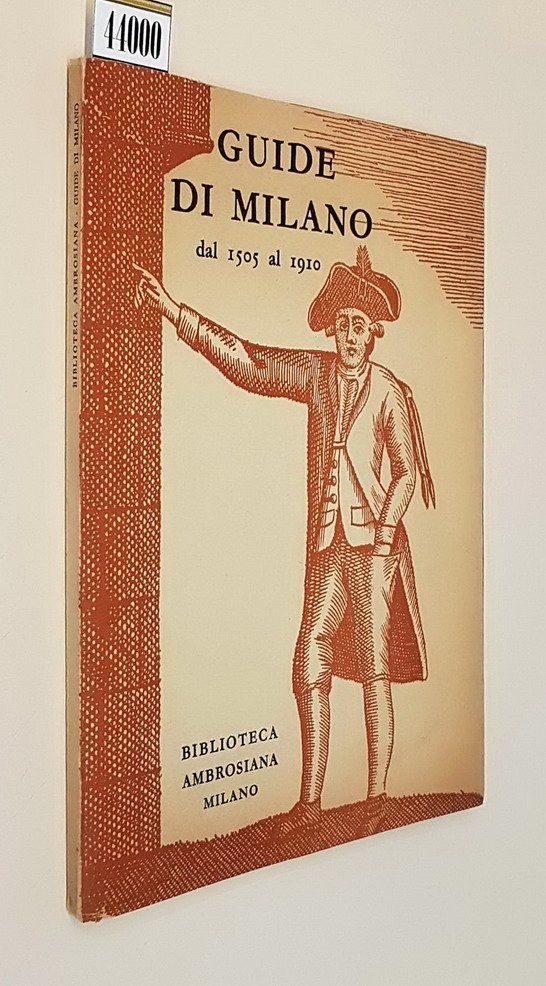 44000
GUIDE
DI MILANO
dal 1505 al 1910
BIBLIOTECA
AMBROSIANA
MILANO
BIBLIOTECA AMBROSIANA - GUIDE DI MILANO